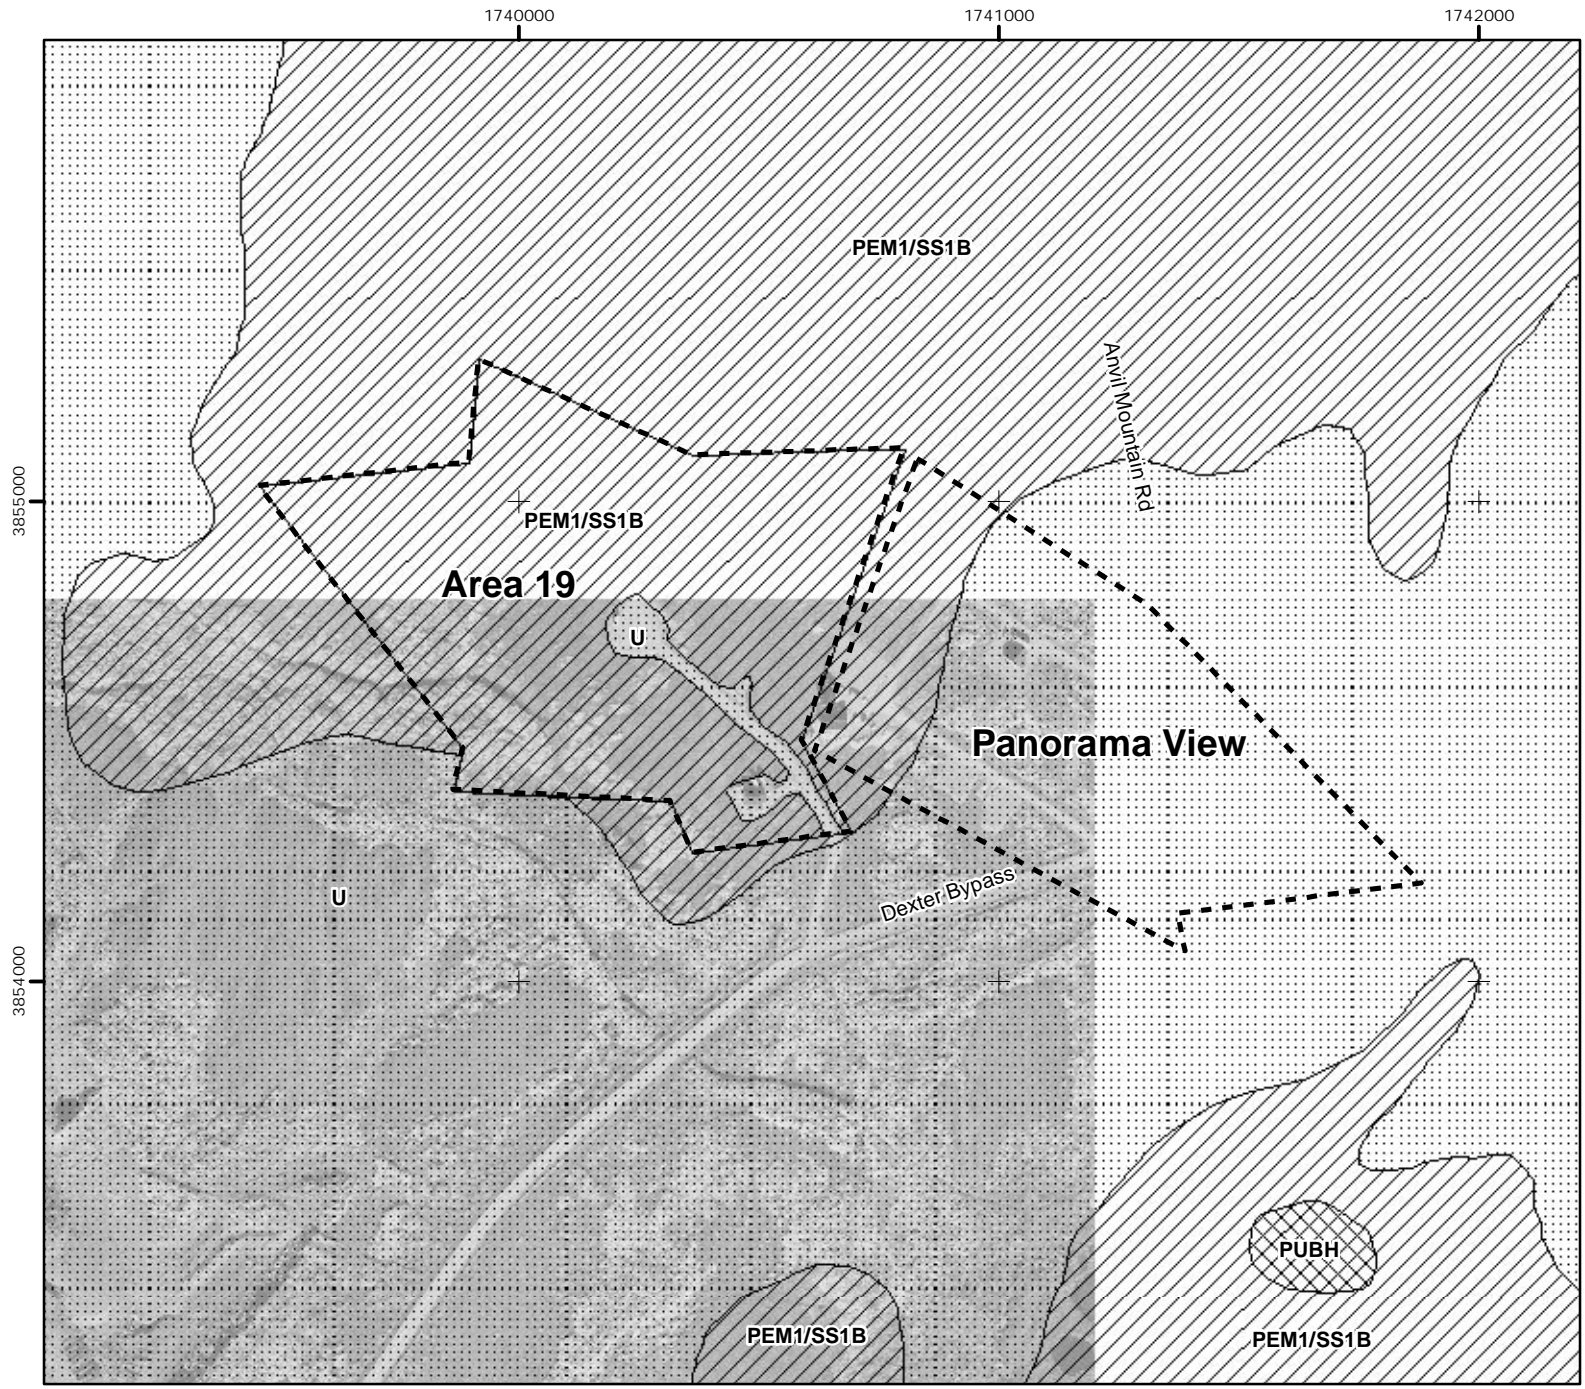 1740000
1741000
1742000
PEM1/SS1B
Anvil Mountain Rd
3855000
PEM1/SS1B
Area 19
U
Panorama View
U
Dexter Bypass
3854000
PUBH
PEM1/SS1B
PEM1/SS1B